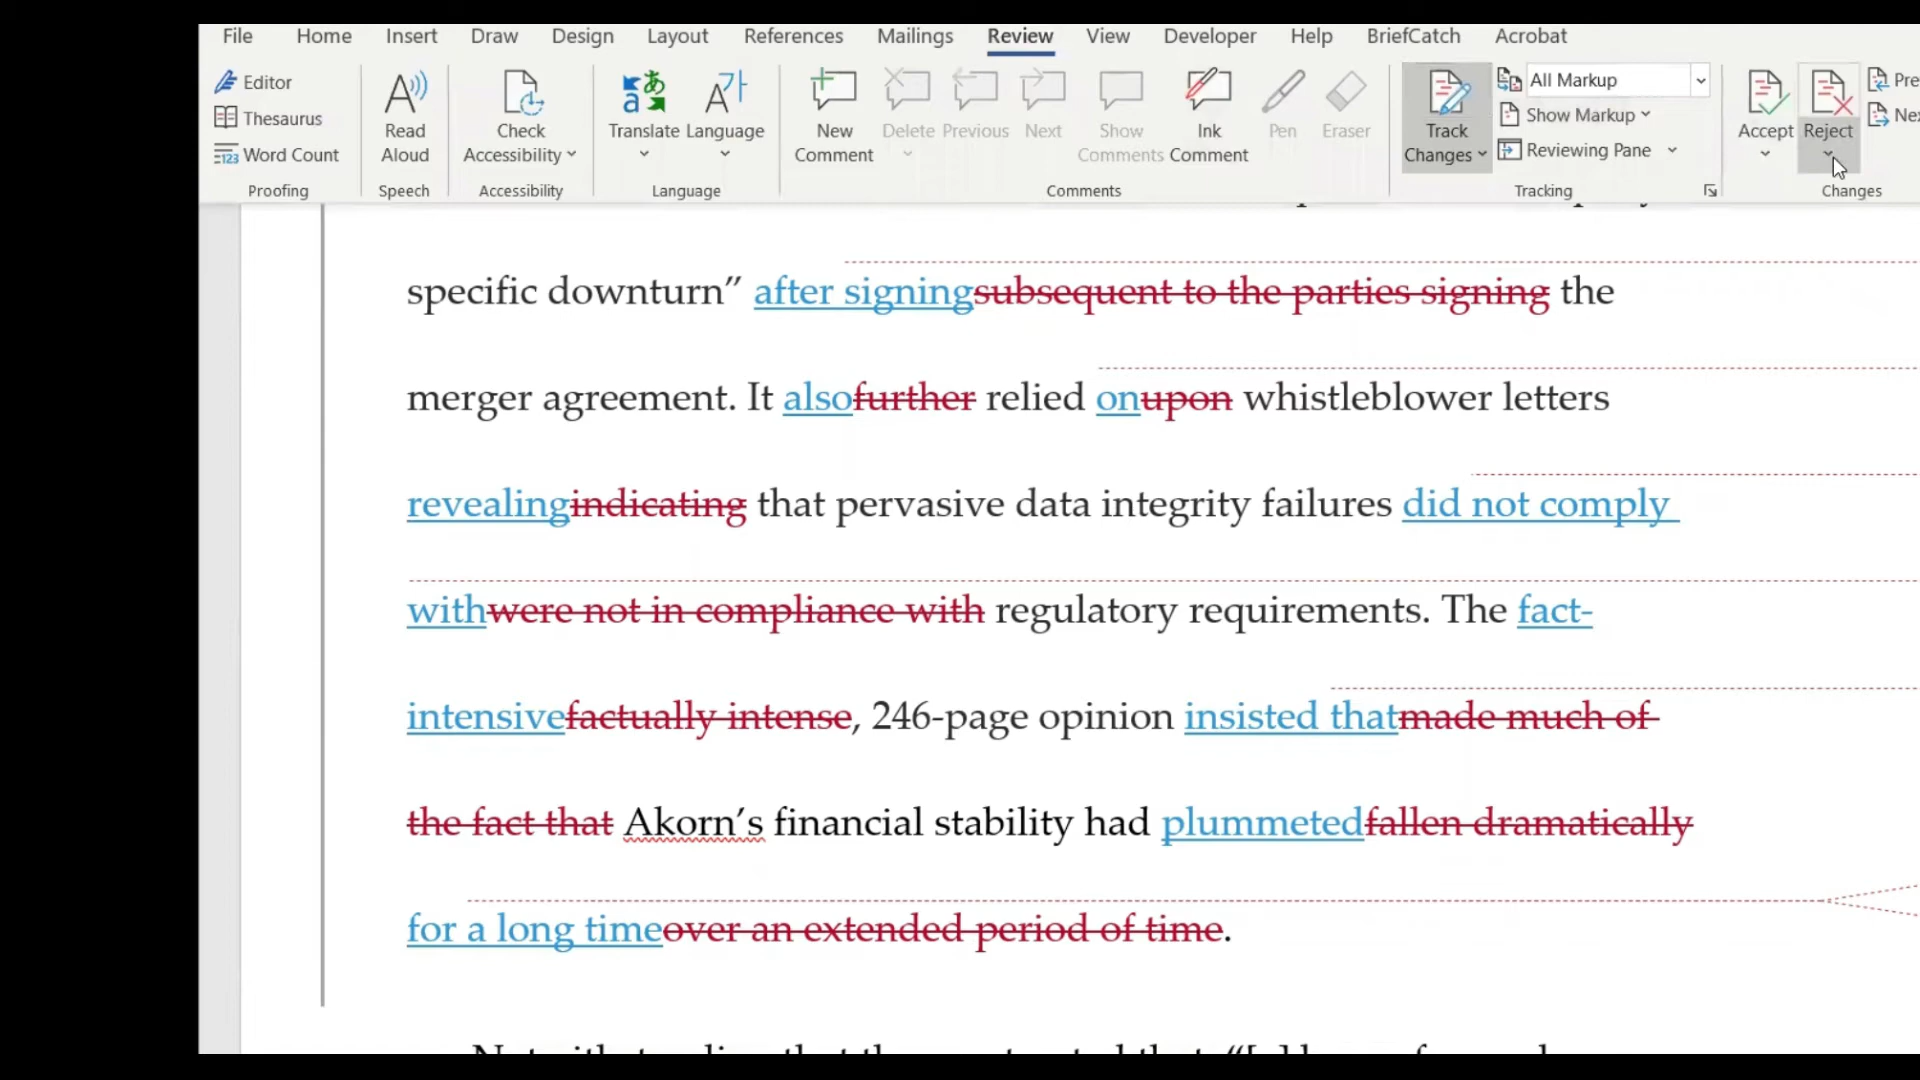 File Home Insert Draw Design Layout References Mailings Review View Developer Help BriefCatch Acrobat
Editor
Thesaurus
Word Count
Proofing
Read
Aloud
Speech
Check
Accessibility
Accessibility
Translate Language
Language
New
Comment
Delete Previous Next
Show
Comments
Ink
Comment
Pen Eraser
Comments
Track
Changes
All Markup
Show Markup
Reviewing Pane
Tracking
Accept Reject
Pre
Nex
Changes
specific downturn” after signingsubsequent to the parties signing the
merger agreement. It alsofurther relied onupon whistleblower letters
revealingindicating that pervasive data integrity failures did not comply
withwere not in compliance with regulatory requirements. The fact-
intensivefactually intense, 246-page opinion insisted thatmade much of
the fact that Akorn’s financial stability had plummetedfallen dramatically
for a long timeover an extended period of time.